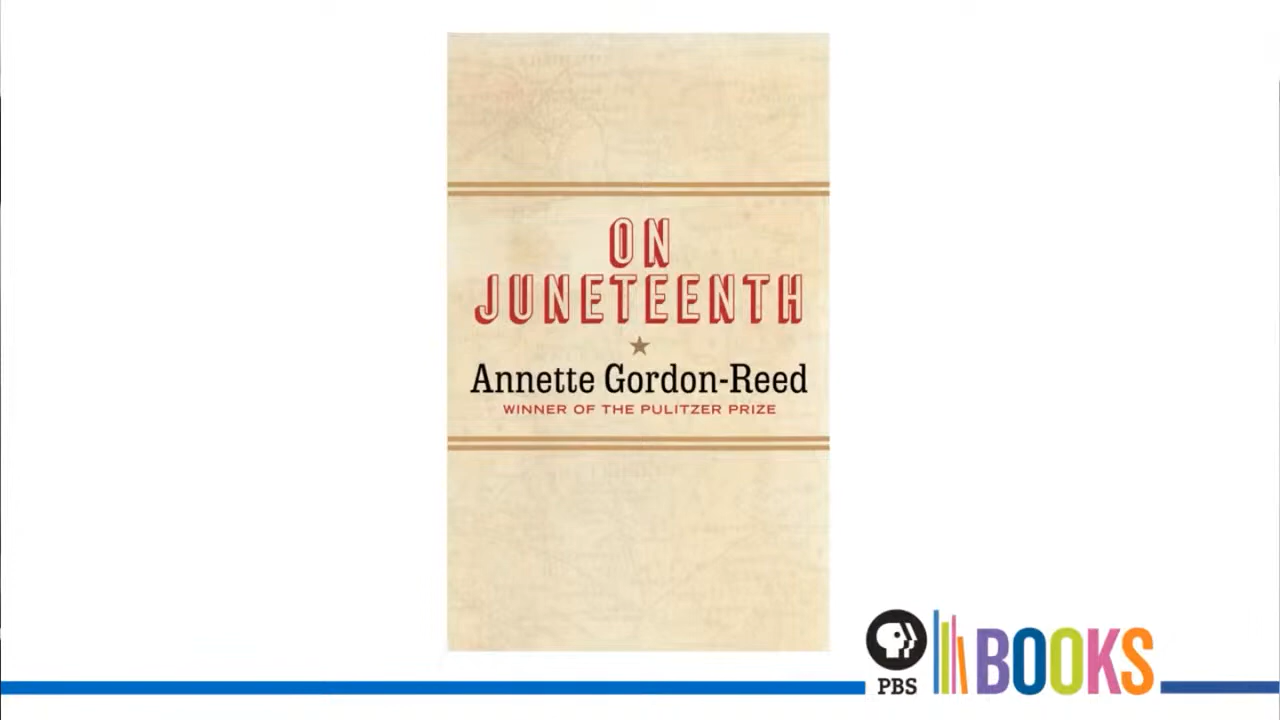 ON
JUNETEENTH
Annette Gordon-Reed
WINNER OF THE PULITZER PRIZE
PBS
BOOKS